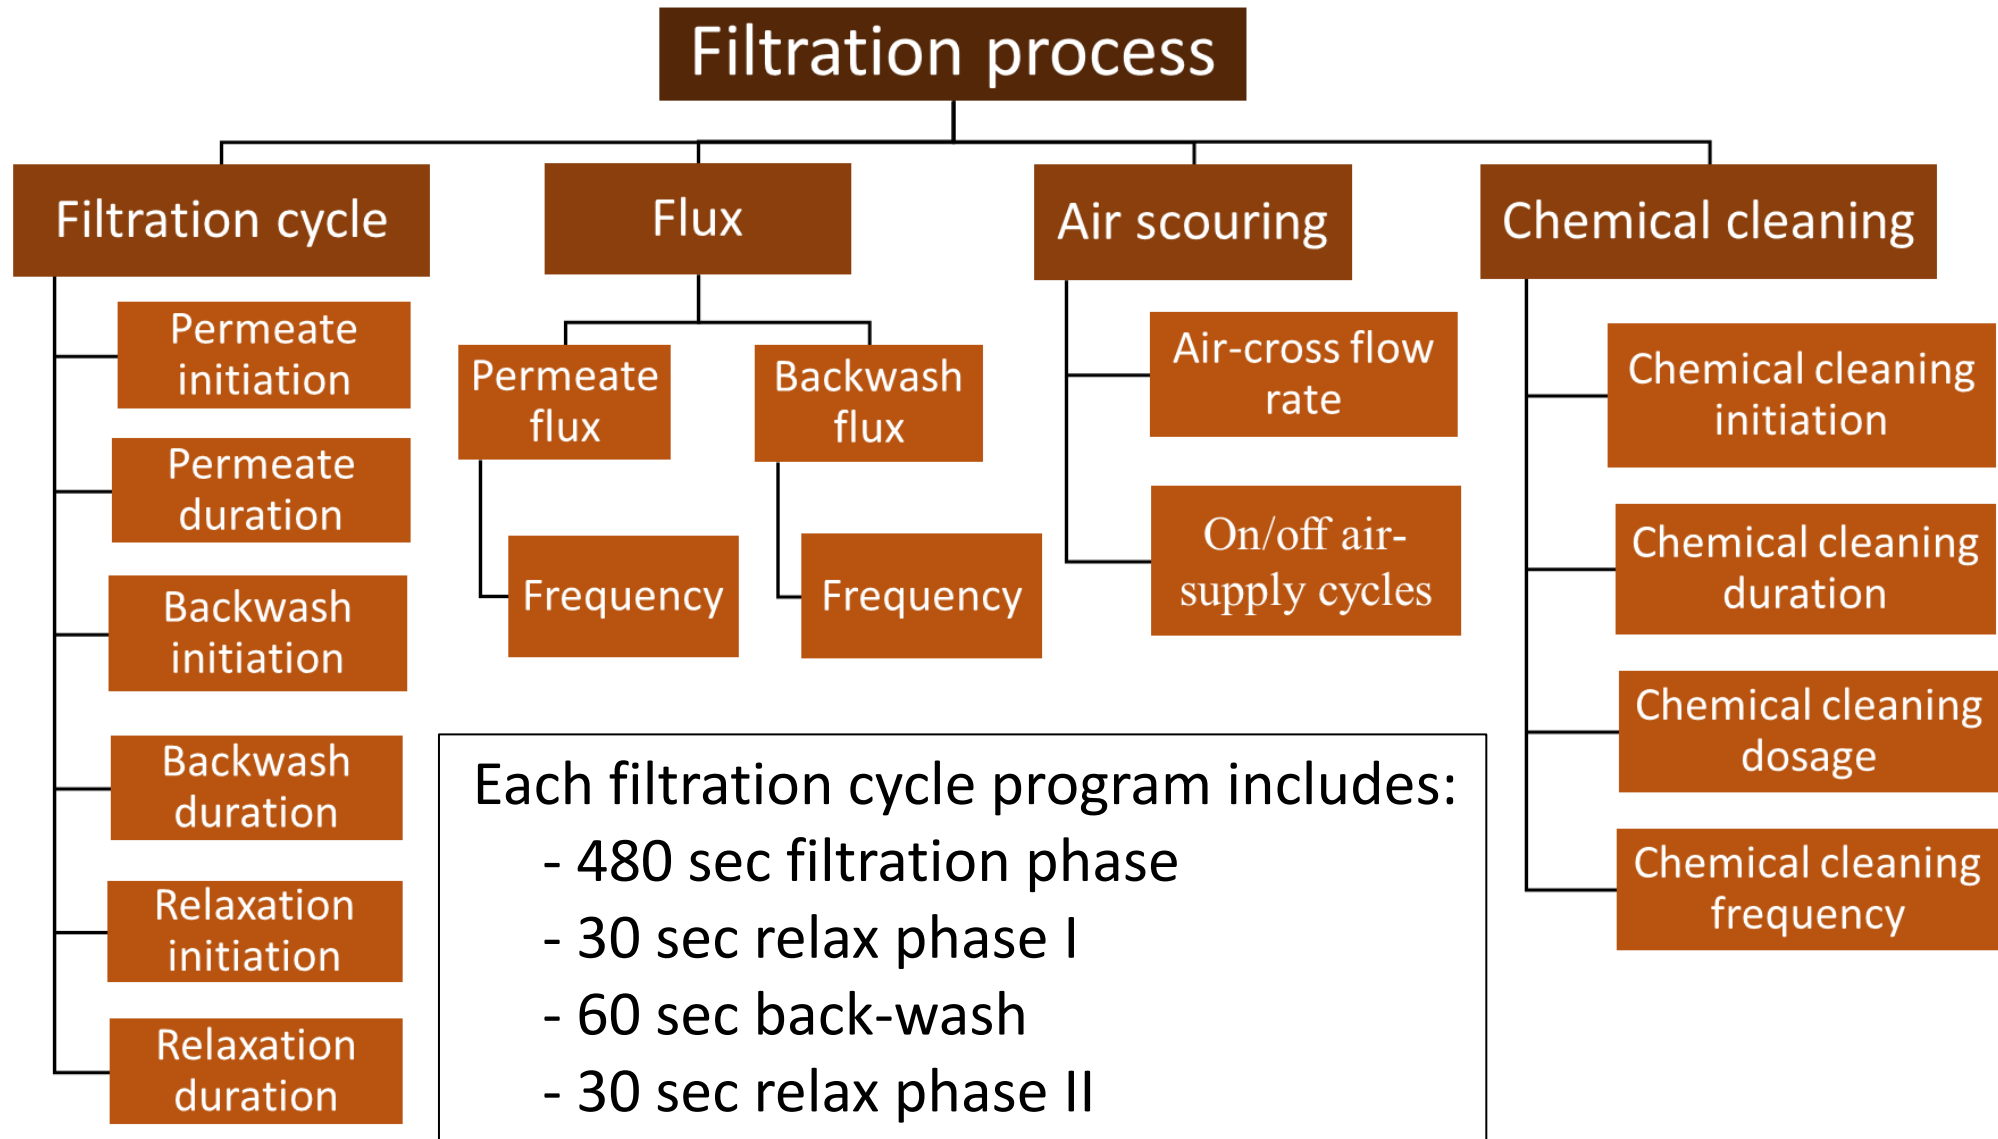 Filtration process
Filtration cycle
Permeate
initiation
Permeate
duration
Backwash
initiation
Backwash
duration
Relaxation
initiation
Relaxation
duration
Flux
Permeate
flux
Frequency
Backwash
flux
Frequency
Air scouring
Air-cross flow
rate
On/off air-
supply cycles
Chemical cleaning
Chemical cleaning
initiation
Chemical cleaning
duration
Chemical cleaning
dosage
Chemical cleaning
frequency
Each filtration cycle program includes:
- 480 sec filtration phase
- 30 sec relax phase I
- 60 sec back-wash
- 30 sec relax phase II